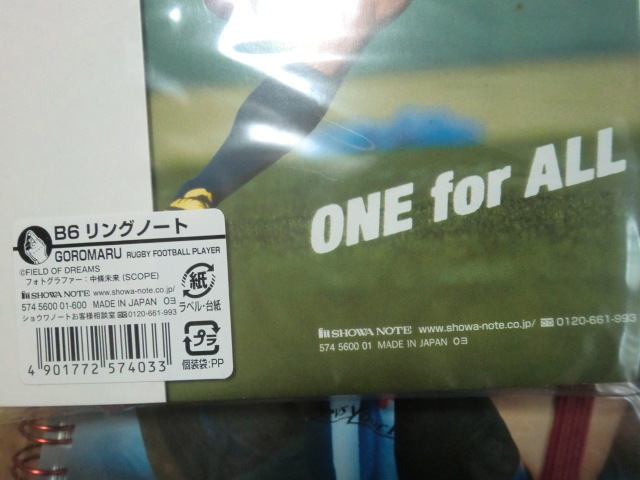 ONE for ALL
B6 リングノート
GOROMARU RUGBY FOOTBALL PLAYER
©FIELD OF DREAMS
フォトグラファー：中條未来 (SCOPE)
SHOWA NOTE www.showa-note.co.jp/
574 5600 01-600 MADE IN JAPAN O3
ショウワノートお客様相談室 0120-661-993
紙
ラベル・台紙
プラ
個装袋：PP
4 901772 574033
SHOWA NOTE www.showa-note.co.jp/ 0120-661-993
574 5600 01 MADE IN JAPAN O3